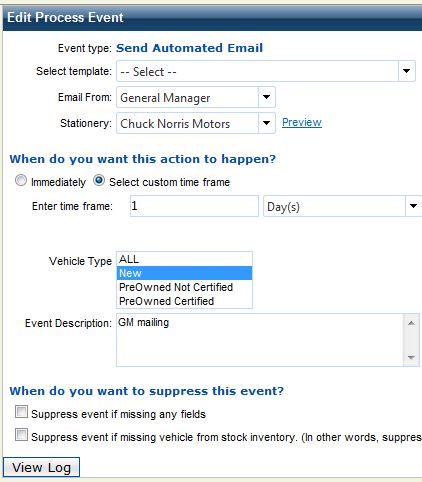 Edit Process Event
Event type: Send Automated Email
Select template: -- Select --
Email From: General Manager
Stationery: Chuck Norris Motors Preview
When do you want this action to happen?
Immediately Select custom time frame
Enter time frame: 1 Day(s)
Vehicle Type ALL
New
PreOwned Not Certified
PreOwned Certified
Event Description: GM mailing
When do you want to suppress this event?
Suppress event if missing any fields
Suppress event if missing vehicle from stock inventory. (In other words, suppres
View Log